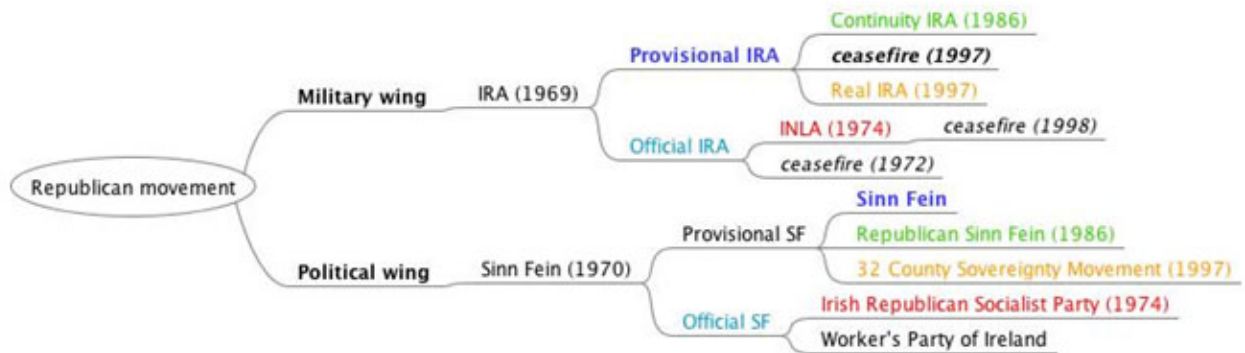 Republican movement
Military wing
IRA (1969)
Provisional IRA
Continuity IRA (1986)
ceasefire (1997)
Real IRA (1997)
Official IRA
INLA (1974)
ceasefire (1998)
ceasefire (1972)
Political wing
Sinn Fein (1970)
Provisional SF
Sinn Fein
Republican Sinn Fein (1986)
32 County Sovereignty Movement (1997)
Official SF
Irish Republican Socialist Party (1974)
Worker's Party of Ireland